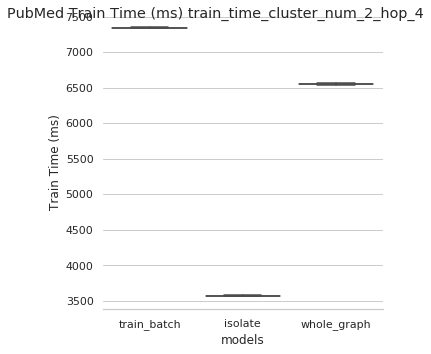 PubMed Train Time (ms) train_time_cluster_num_2_hop_4
7500
7000
6500
6000
5500
5000
4500
4000
3500
Train Time (ms)
train_batch isolate whole_graph
models